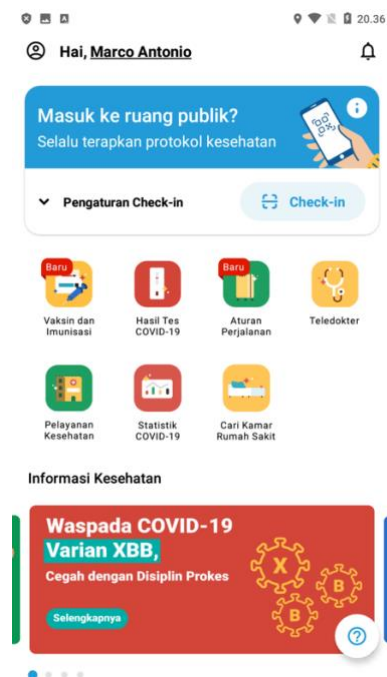 20.36
Hai, Marco Antonio
Masuk ke ruang publik?
Selalu terapkan protokol kesehatan
Pengaturan Check-in
Check-in
Baru
Vaksin dan
Imunisasi
Hasil Tes
COVID-19
Baru
Aturan
Perjalanan
Teledokter
Pelayanan
Kesehatan
Statistik
COVID-19
Cari Kamar
Rumah Sakit
Informasi Kesehatan
Waspada COVID-19
Varian XBB,
Cegah dengan Disiplin Prokes
Selengkapnya
X
B
B